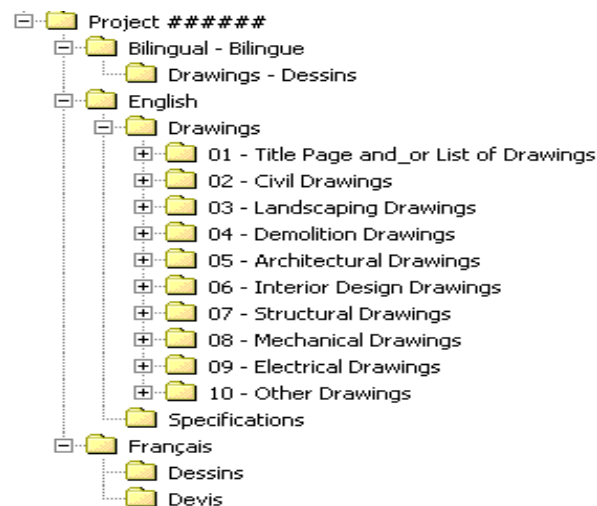 Project ######
Bilingual - Bilingue
Drawings - Dessins
English
Drawings
01 - Title Page and_or List of Drawings
02 - Civil Drawings
03 - Landscaping Drawings
04 - Demolition Drawings
05 - Architectural Drawings
06 - Interior Design Drawings
07 - Structural Drawings
08 - Mechanical Drawings
09 - Electrical Drawings
10 - Other Drawings
Specifications
Français
Dessins
Devis